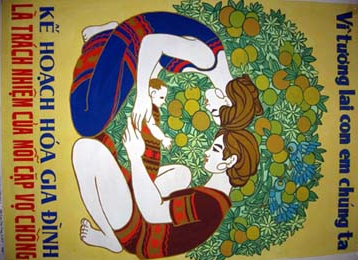 Vì tương lai con em chúng ta
KẾ HOẠCH HÓA GIA ĐÌNH
LÀ TRÁCH NHIỆM CỦA MỖI CẶP VỢ CHỒNG